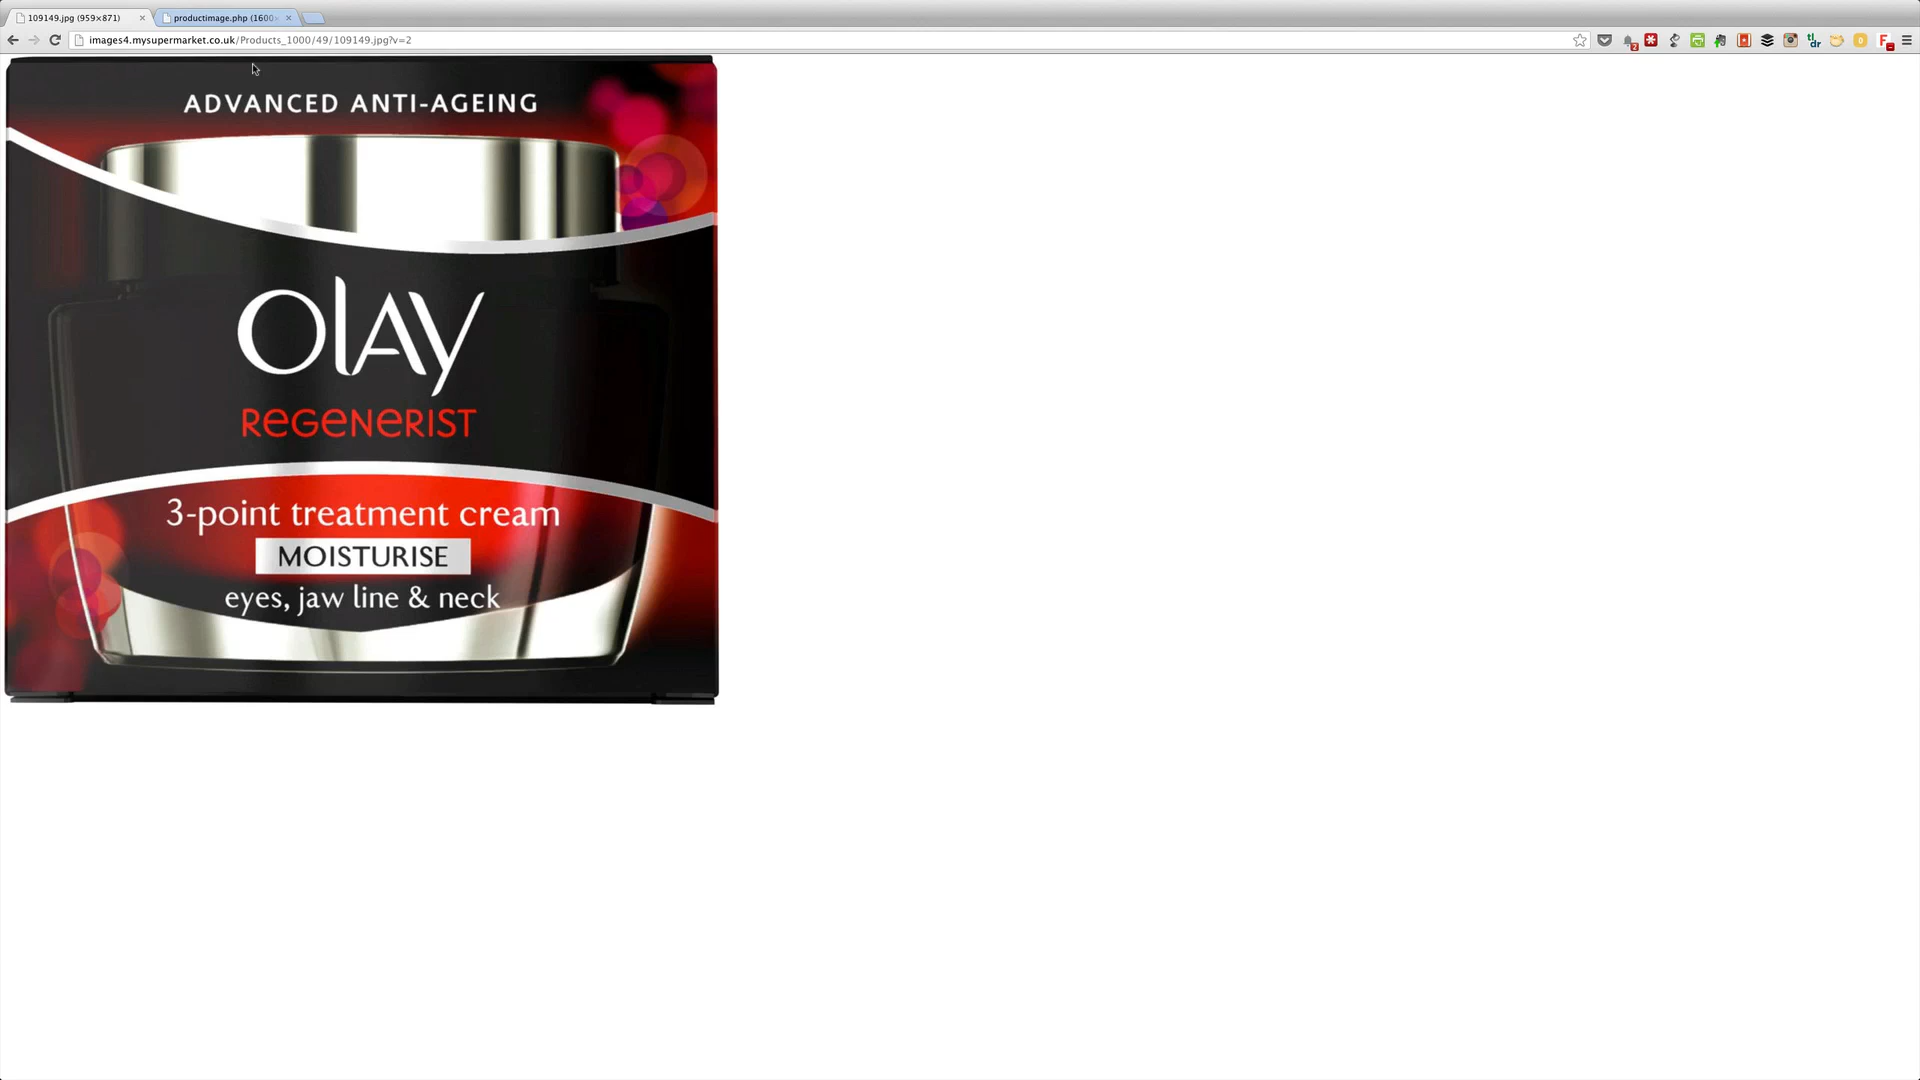 109149.jpg (959×871)
productimage.php (1600
images4.mysupermarket.co.uk/Products_1000/49/109149.jpg?v=2
ADVANCED ANTI-AGEING
OLAY
REGENERIST
3-point treatment cream
MOISTURISE
eyes, jaw line & neck